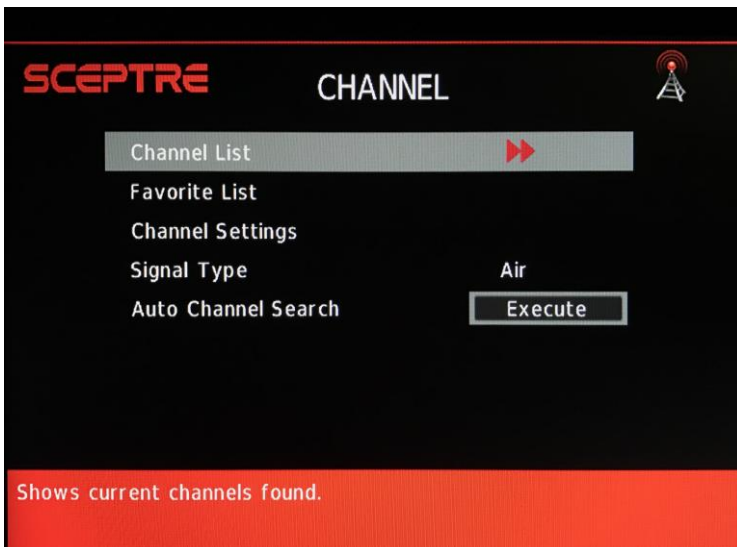 SCEPTRE CHANNEL
Channel List
Favorite List
Channel Settings
Signal Type Air
Auto Channel Search Execute
Shows current channels found.